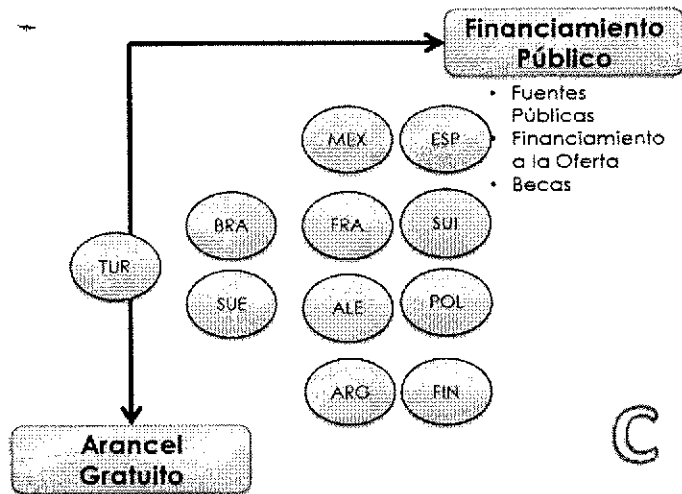 Financiamiento
Público
• Fuentes
Públicas
• Financiamiento
a la Oferta
• Becas
MEX ESP
BRA FRA SUI
TUR
SUE ALE POL
ARG FIN
Arancel
Gratuito
C